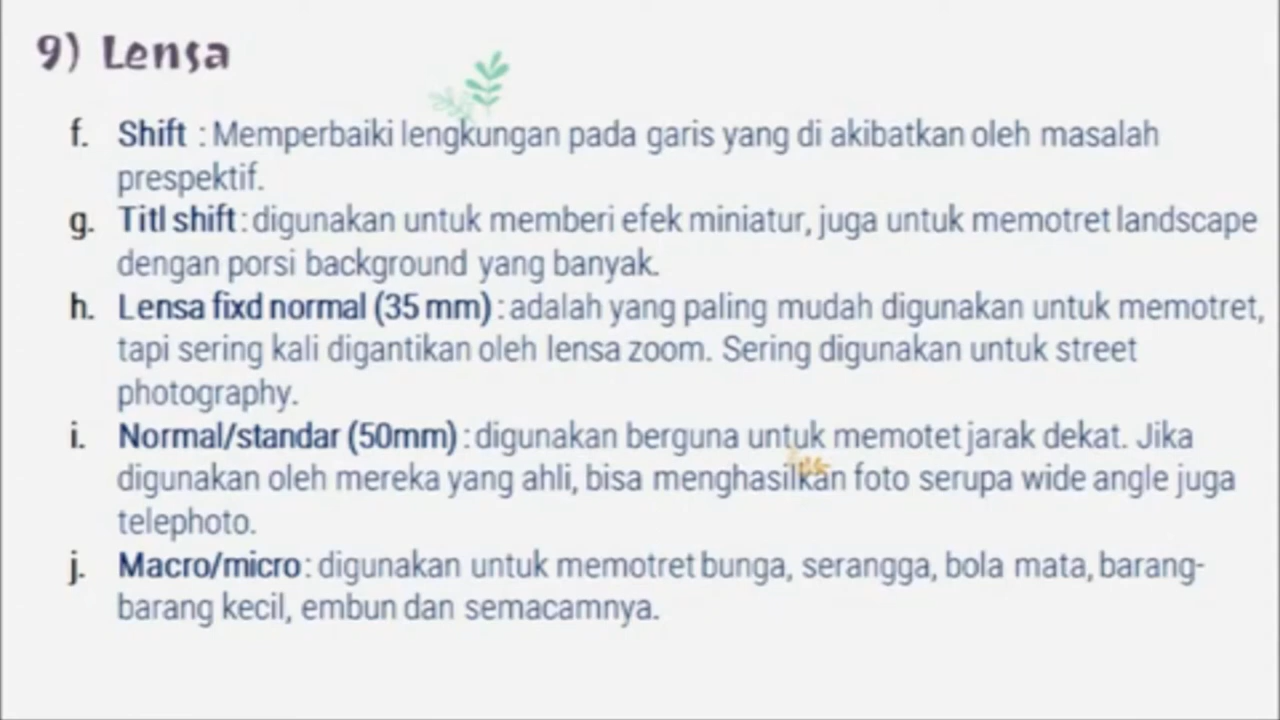 9) Lensa
f. Shift : Memperbaiki lengkungan pada garis yang di akibatkan oleh masalah
prespektif.
g. Titl shift : digunakan untuk memberi efek miniatur, juga untuk memotret landscape
dengan porsi background yang banyak.
h. Lensa fixd normal (35 mm) : adalah yang paling mudah digunakan untuk memotret,
tapi sering kali digantikan oleh lensa zoom. Sering digunakan untuk street
photography.
i. Normal/standar (50mm) : digunakan berguna untuk memotet jarak dekat. Jika
digunakan oleh mereka yang ahli, bisa menghasilkan foto serupa wide angle juga
telephoto.
j. Macro/micro : digunakan untuk memotret bunga, serangga, bola mata, barang-
barang kecil, embun dan semacamnya.